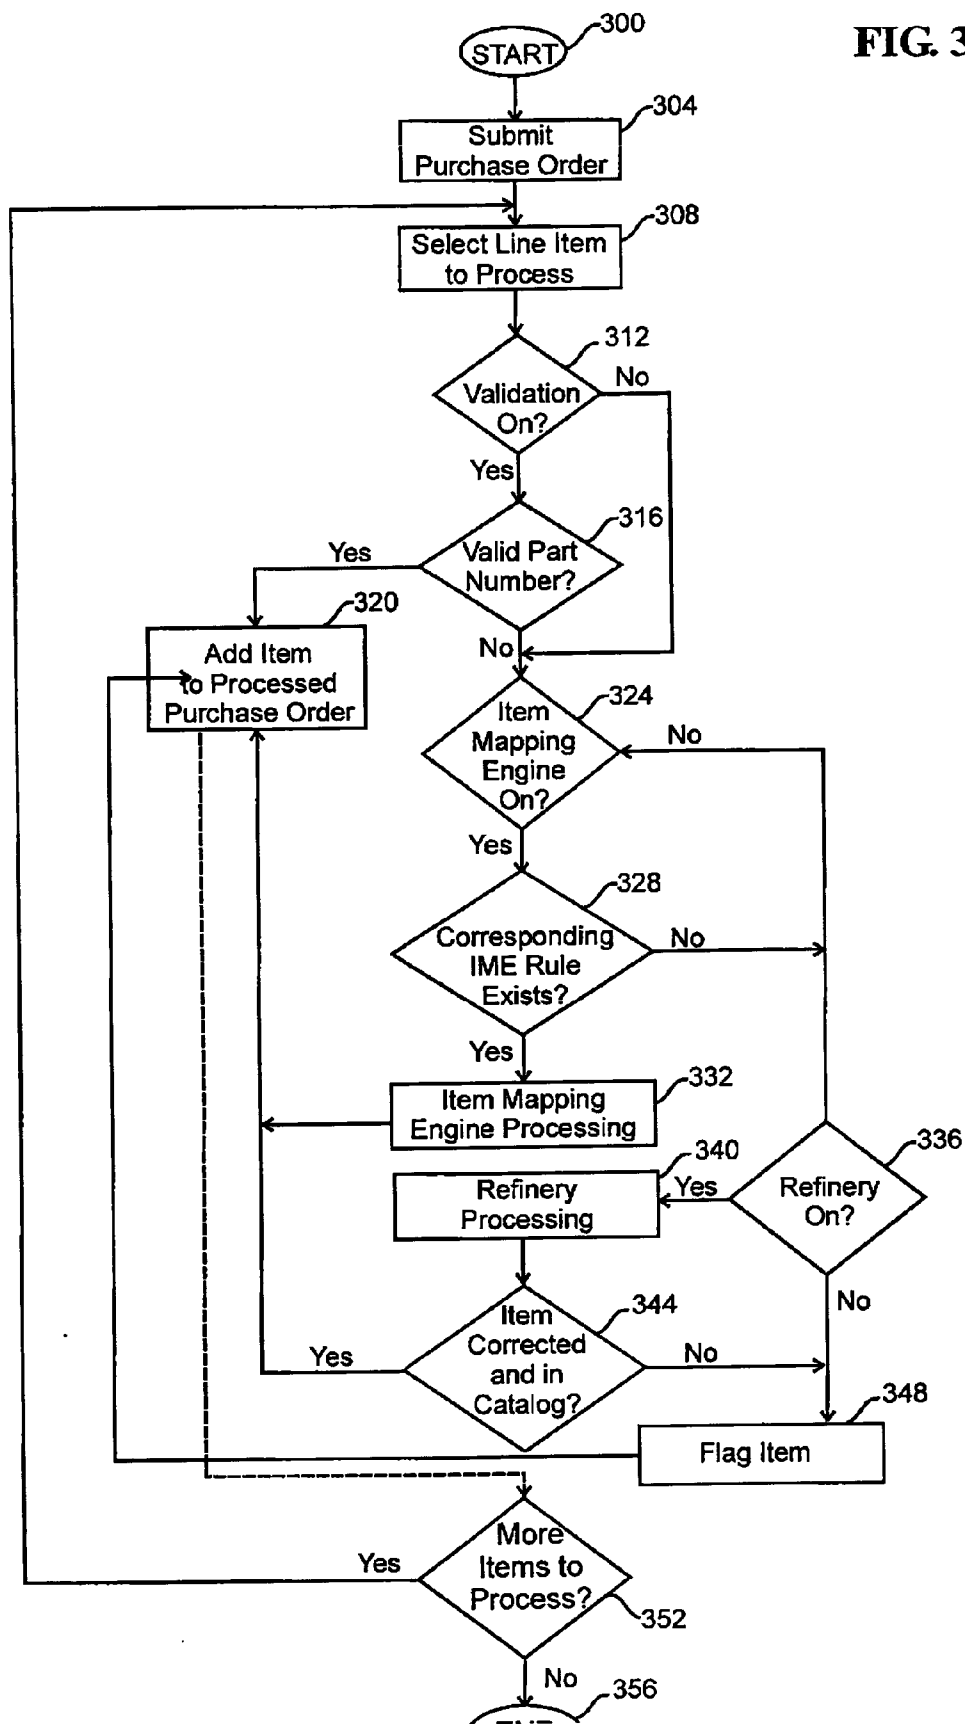 300
FIG. 3
START
304
Submit
Purchase Order
308
Select Line Item
to Process
312
No
Validation
On?
Yes
316
Yes
Valid Part
Number?
320
No
Add Item
to Processed
Purchase Order
324
Item
Mapping
Engine
On?
No
Yes
328
Corresponding
IME Rule
Exists?
No
Yes
332
Item Mapping
Engine Processing
336
340
Refinery
Processing
Yes
Refinery
On?
No
344
Item
Corrected
and in
Catalog?
Yes
No
348
Flag Item
More
Items to
Process?
Yes
352
No
356